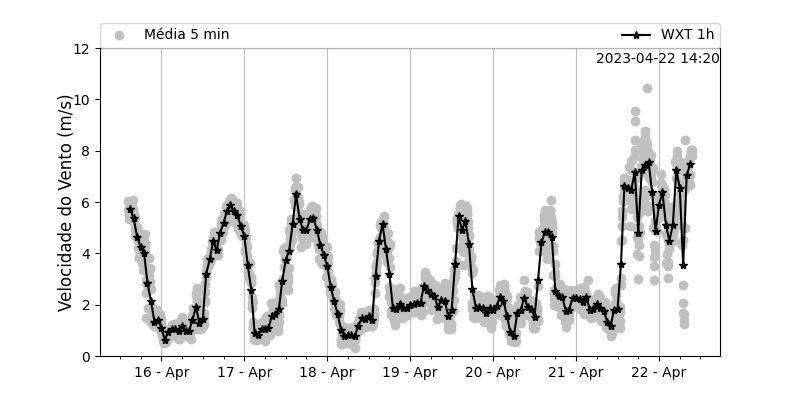 Média 5 min
WXT 1h
2023-04-22 14:20
Velocidade do Vento (m/s)
12
10
8
6
4
2
0
16 - Apr
17 - Apr
18 - Apr
19 - Apr
20 - Apr
21 - Apr
22 - Apr